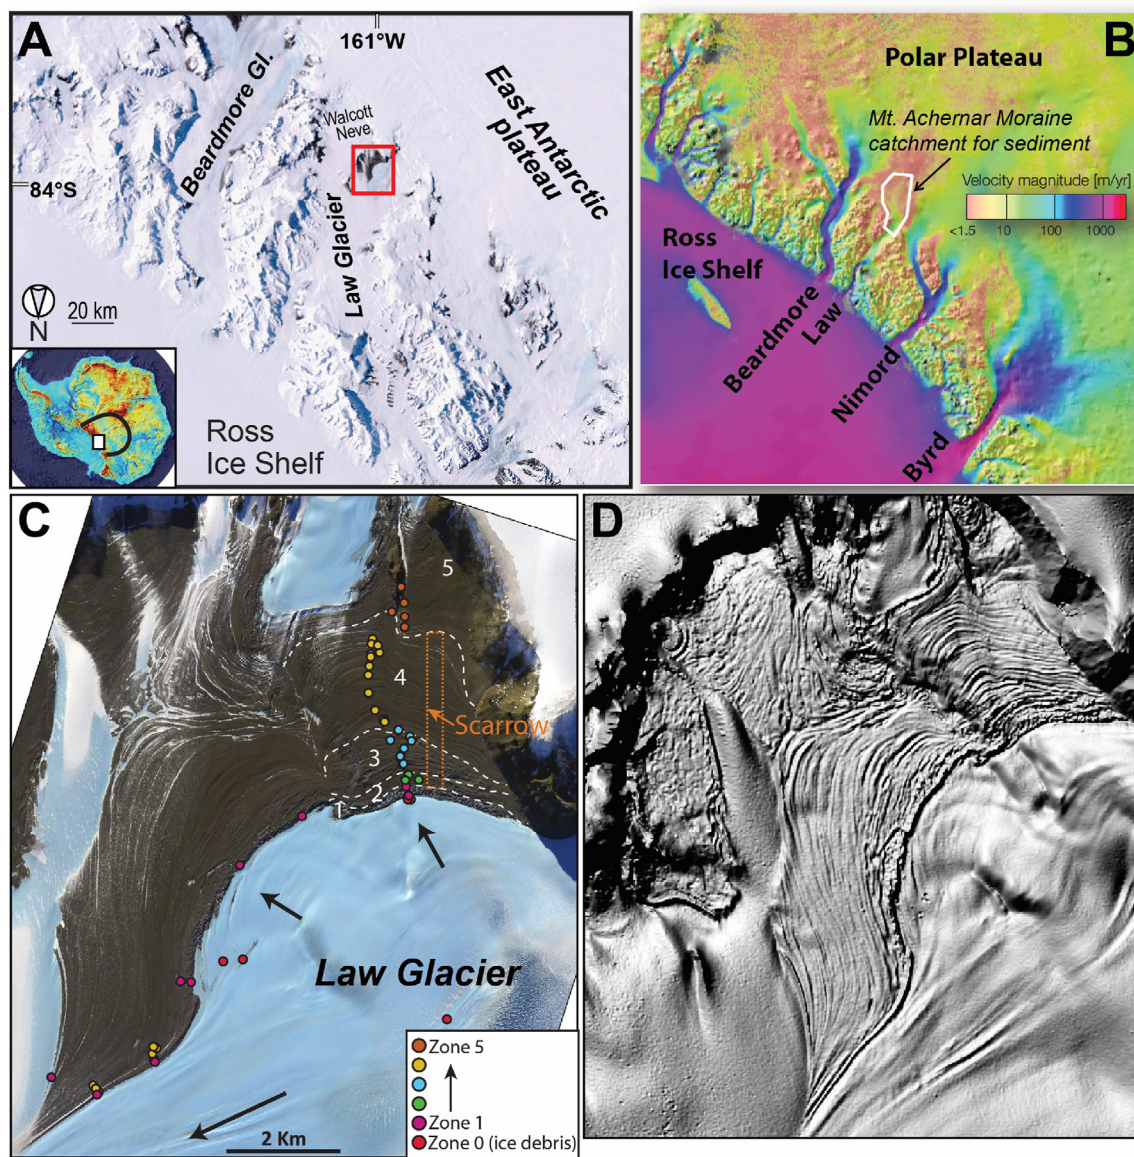 A
161°W
Beardmore Gl.
Walcott
Neve
East Antarctic
plateau
84°S
Law Glacier
N
20 km
Ross
Ice Shelf
B
Polar Plateau
Mt. Achernar Moraine
catchment for sediment
Velocity magnitude [m/yr]
<1.5 10 100 1000
Ross
Ice Shelf
Beardmore
Law
Nimord
Byrd
C
5
4
Scarrow
3
2
1
Law Glacier
Zone 5
Zone 1
Zone 0 (ice debris)
2 Km
D